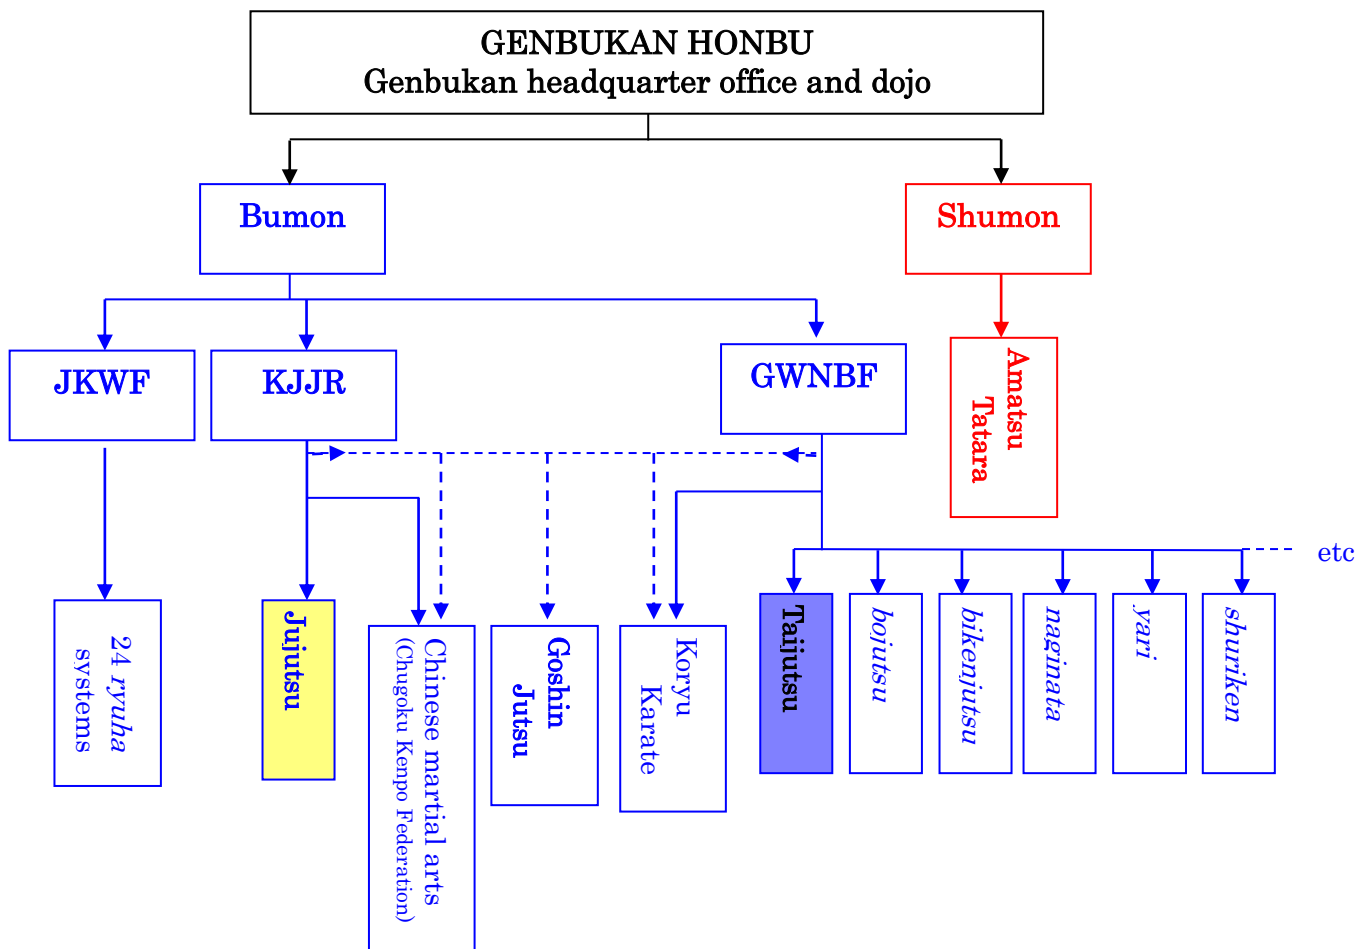 GENBUKAN HONBU
Genbukan headquarter office and dojo
Bumon
Shumon
JKWF
KJJR
GWNBF
Amatsu
Tatara
etc
24 ryuha
systems
Jujutsu
Chinese martial arts
(Chugoku Kenpo Federation)
Goshin
Jutsu
Koryu
Karate
Taijutsu
bojutsu
bikenjutsu
naginata
yari
shuriken